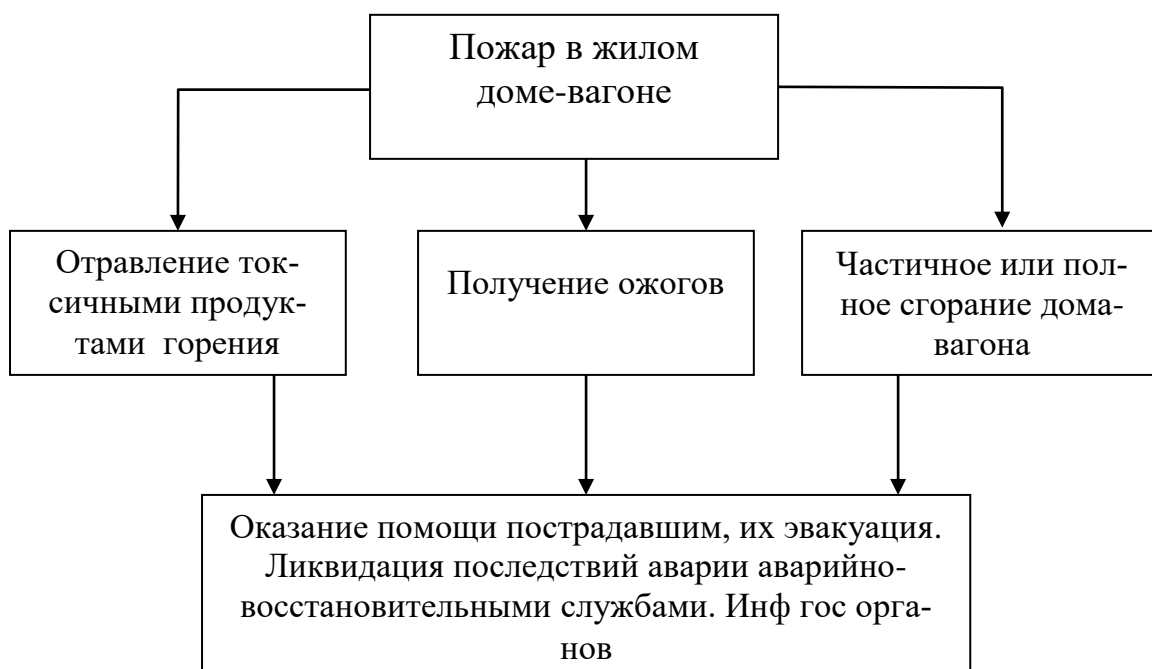 Пожар в жилом
доме-вагоне
Отравление ток-
сичными продук-
тами горения
Получение ожогов
Частичное или пол-
ное сгорание дома-
вагона
Оказание помощи пострадавшим, их эвакуация.
Ликвидация последствий аварии аварийно-
восстановительными службами. Инф гос орга-
нов